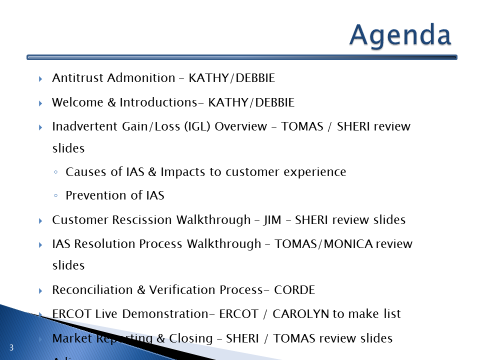 Agenda
Antitrust Admonition – KATHY/DEBBIE
Welcome & Introductions– KATHY/DEBBIE
Inadvertent Gain/Loss (IGL) Overview – TOMAS / SHERI review
slides
Causes of IAS & Impacts to customer experience
Prevention of IAS
Customer Rescission Walkthrough – JIM – SHERI review slides
IAS Resolution Process Walkthrough – TOMAS/MONICA review
slides
Reconciliation & Verification Process– CORDE
ERCOT Live Demonstration– ERCOT / CAROLYN to make list
Market Reporting & Closing – SHERI / TOMAS review slides
3